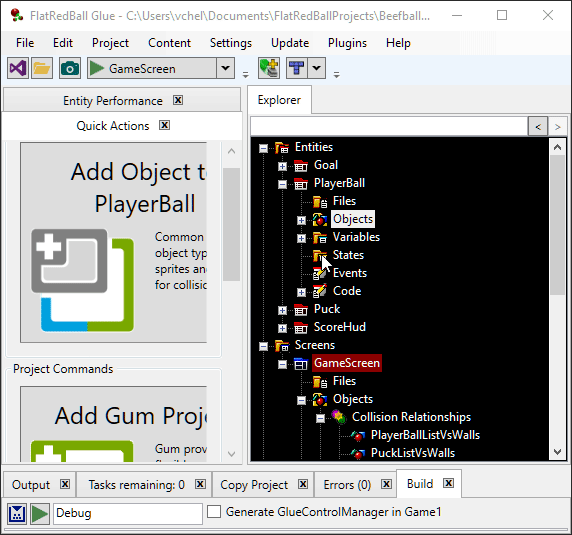 FlatRedBall Glue - C:\Users\vchel\Documents\FlatRedBallProjects\Beefball...
File Edit Project Content Settings Update Plugins Help
GameScreen
Entity Performance
Quick Actions
Add Object to
PlayerBall
Common
object typ
sprites and
for collisio
Project Commands
Add Gum Proj
Gum prov
Explorer
< >
Entities
Goal
PlayerBall
Files
Objects
Variables
States
Events
Code
Puck
ScoreHud
Screens
GameScreen
Files
Objects
Collision Relationships
PlayerBallListVsWalls
PuckListVsWalls
Output Tasks remaining: 0 Copy Project Errors (0) Build
Debug Generate GlueControlManager in Game1